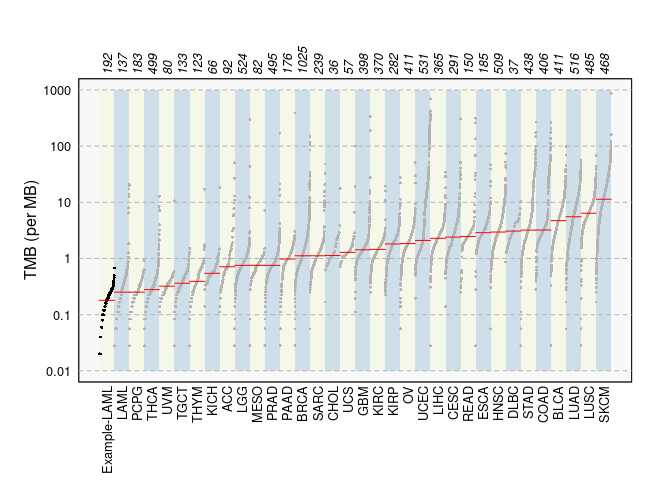 192 137 183 499 80 133 123 66 92 524 82 495 176 1025 239 36 57 398 370 282 411 531 365 291 150 185 509 37 438 406 411 516 485 468
TMB (per MB)
1000
100
10
1
0.1
0.01
Example-LAML LAML PCPG THCA UVM TGCT THYM KICH ACC LGG MESO PRAD PAAD BRCA SARC CHOL UCS GBM KIRC KIRP OV UCEC LIHC CESC READ ESCA HNSC DLBC STAD COAD BLCA LUAD LUSC SKCM